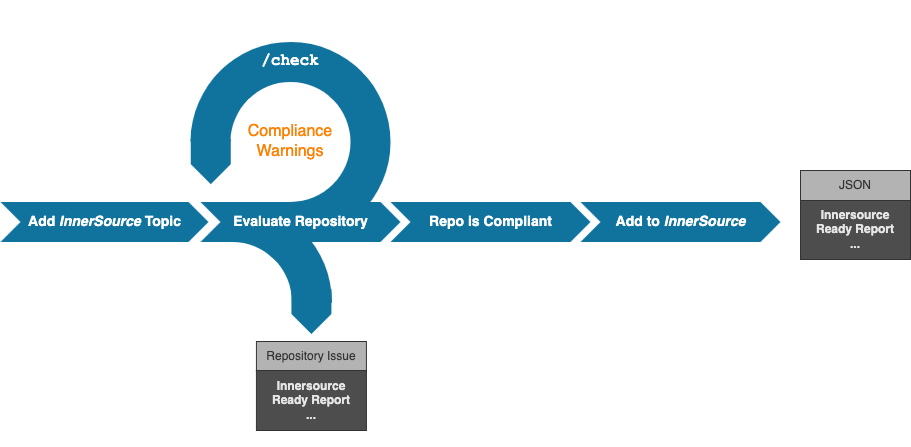 /check
Compliance
Warnings
Add InnerSource Topic
Evaluate Repository
Repo is Compliant
Add to InnerSource
JSON
Innersource
Ready Report
...
Repository Issue
Innersource
Ready Report
...